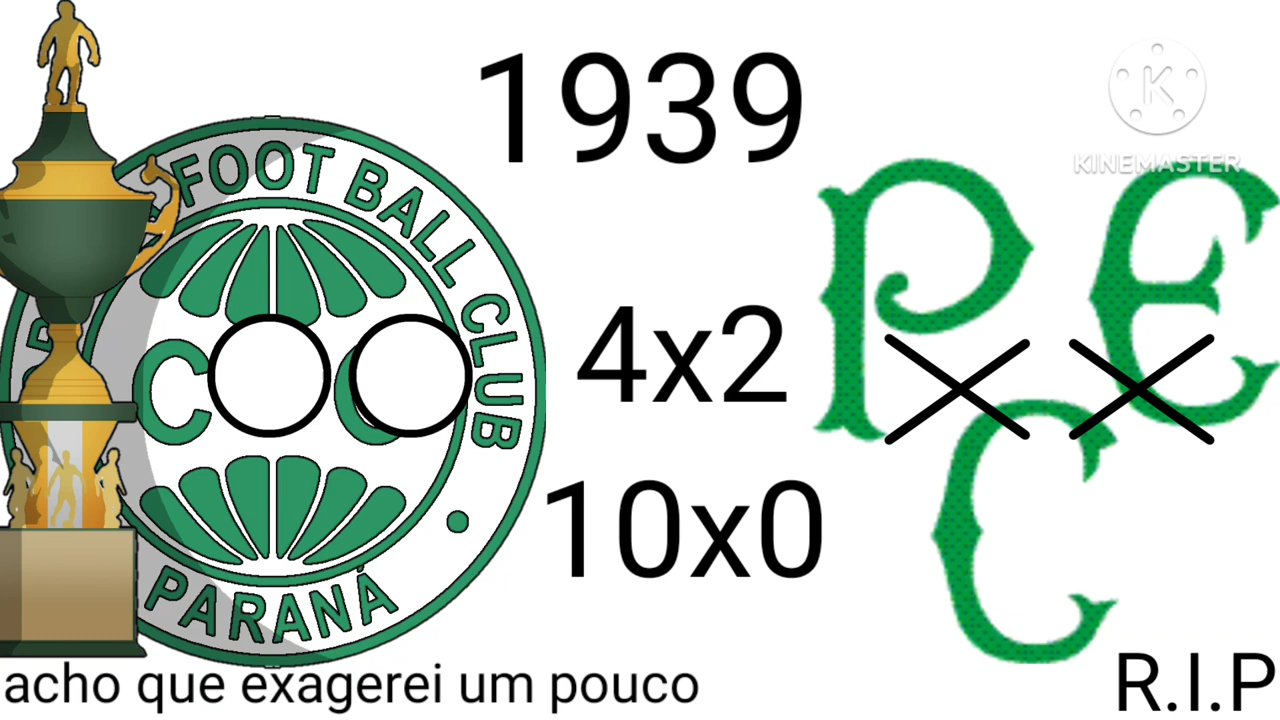 1939
KINEMASTER
FOOT BALL CLUB
PEC
C
4x2
10x0
PARANÁ
acho que exagerei um pouco
R.I.P